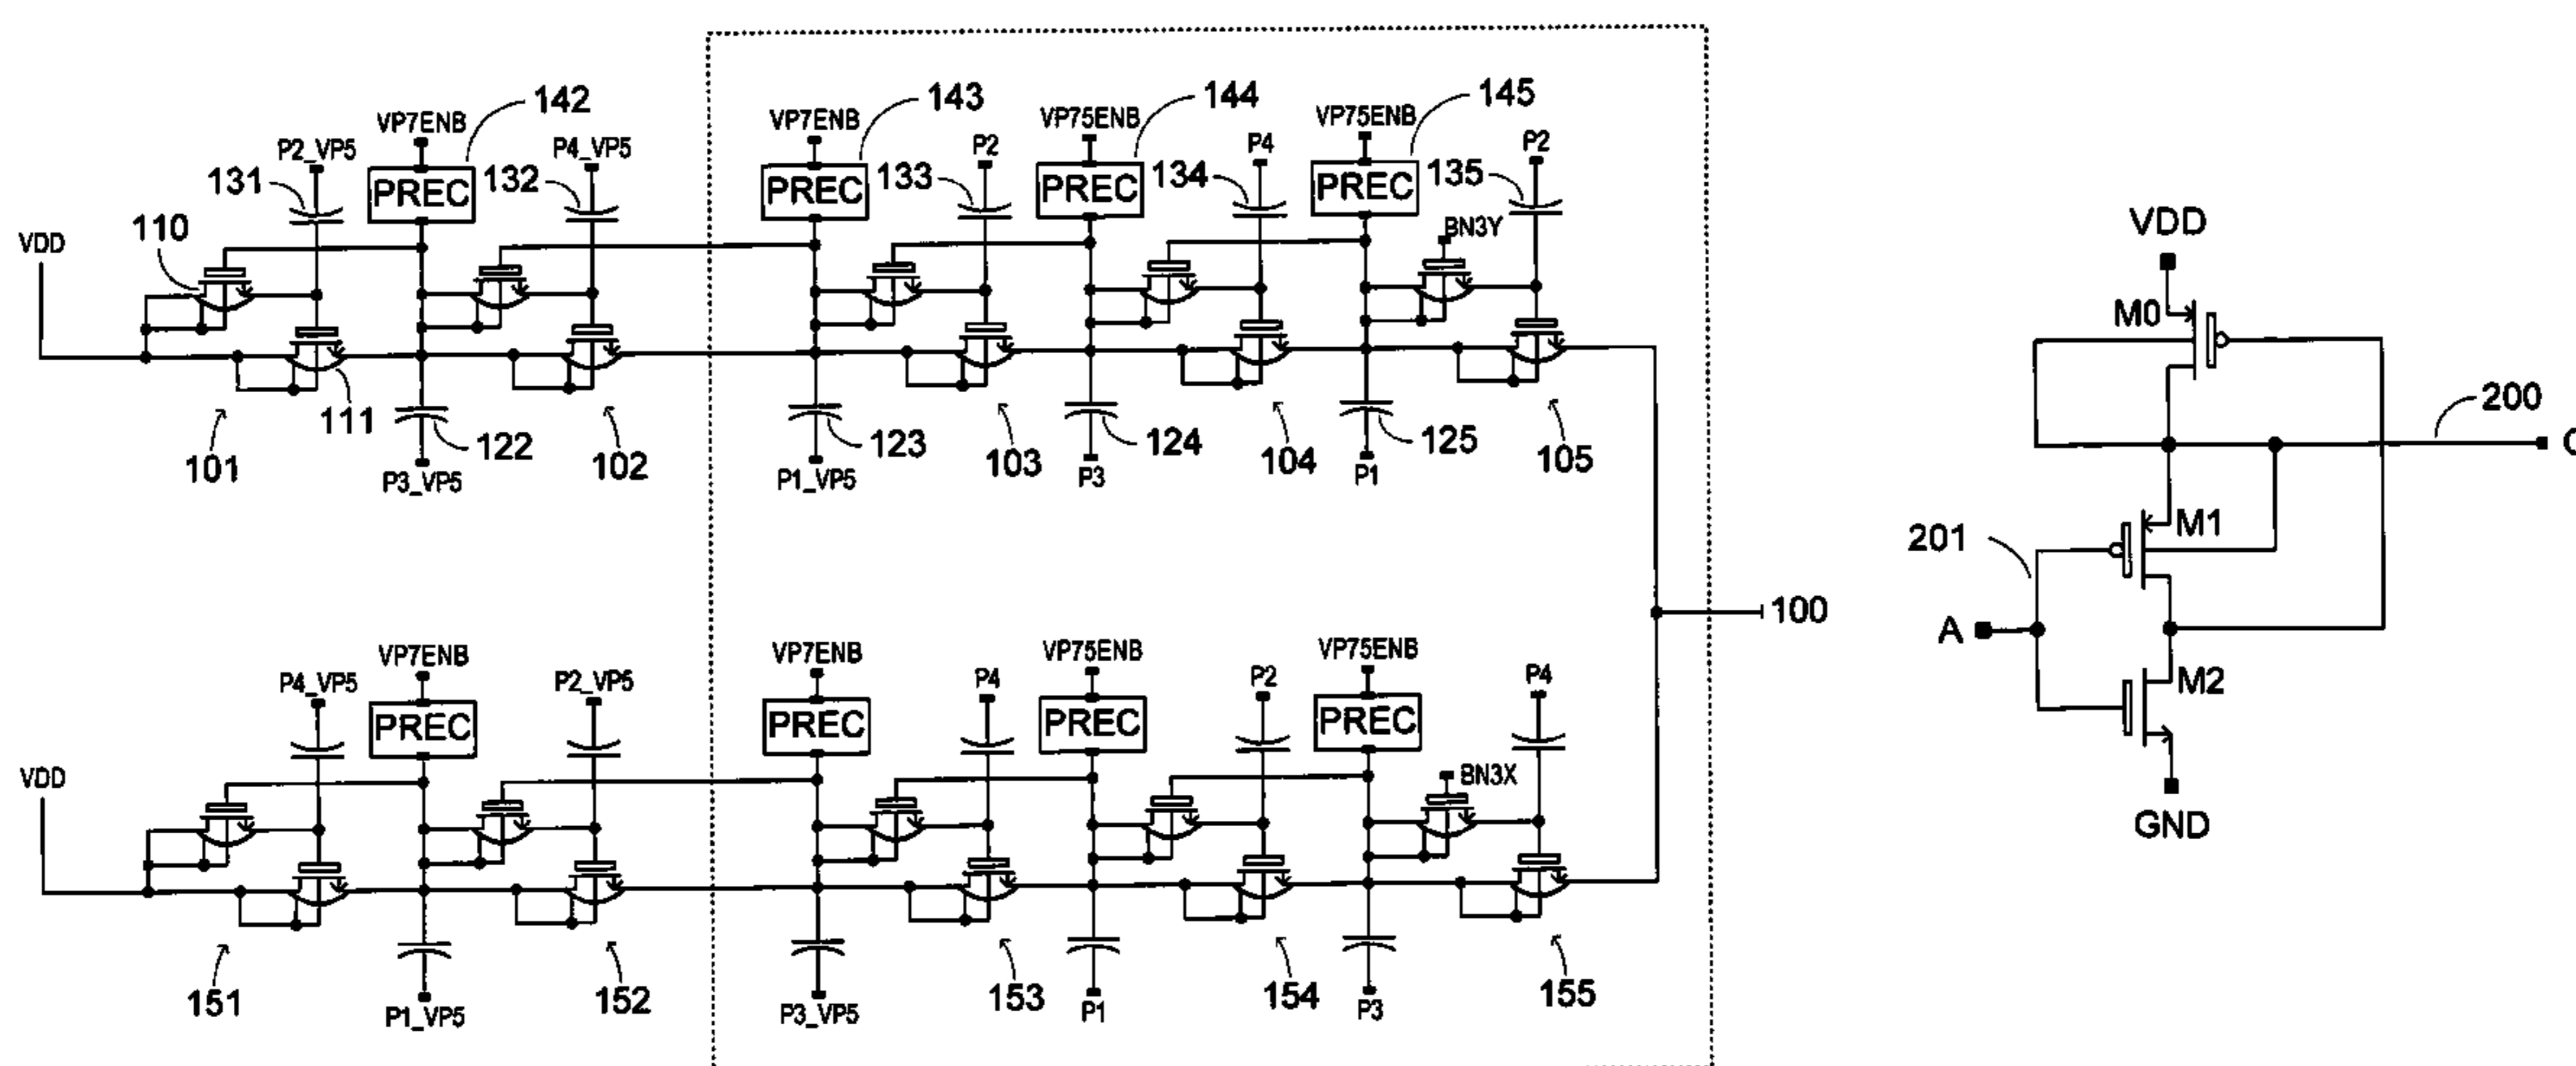 VDD
110
131
P2_VP5
VP7ENB
142
PREC
132
P4_VP5
101
111
P3_VP5
122
102
VP7ENB
143
PREC
133
P2
VP75ENB
144
PREC
134
P4
VP75ENB
145
PREC
135
P2
BN3Y
P1_VP5
123
103
P3
124
104
P1
125
105
100
VDD
P4_VP5
VP7ENB
PREC
P2_VP5
151
P1_VP5
152
VP7ENB
PREC
P4
VP75ENB
PREC
P2
VP75ENB
PREC
P4
BN3X
P3_VP5
153
P1
154
P3
155
VDD
M0
200
201
M1
A
M2
GND